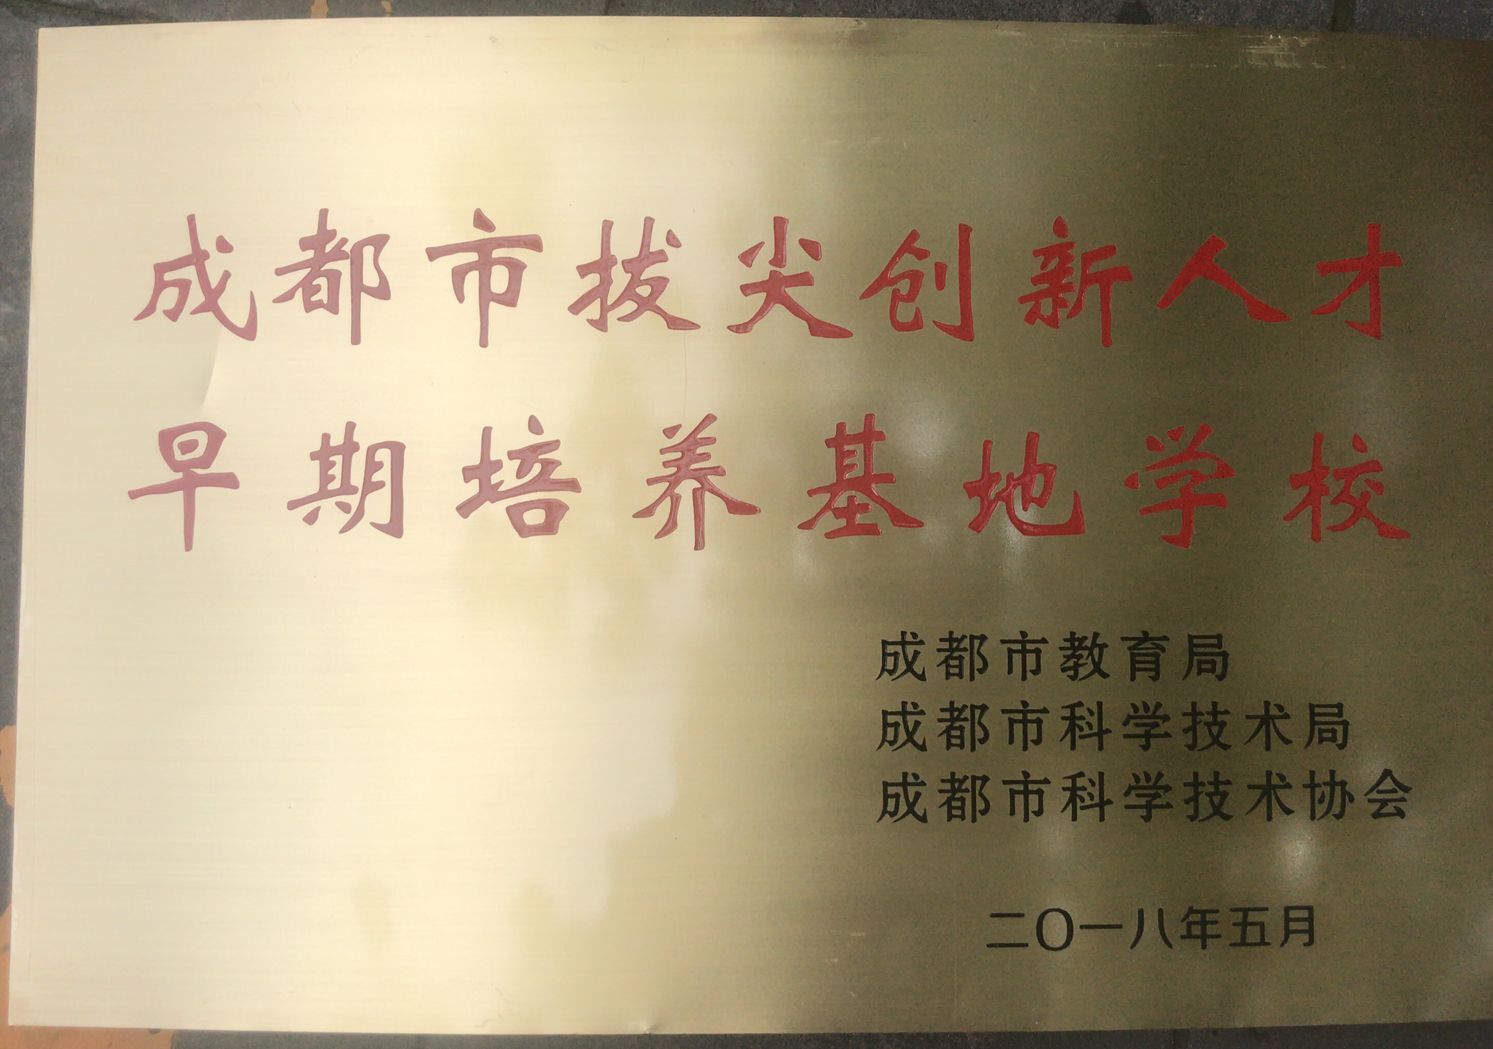 成都市拔尖创新人才
早期培养基地学校
成都市教育局
成都市科学技术局
成都市科学技术协会
二〇一八年五月